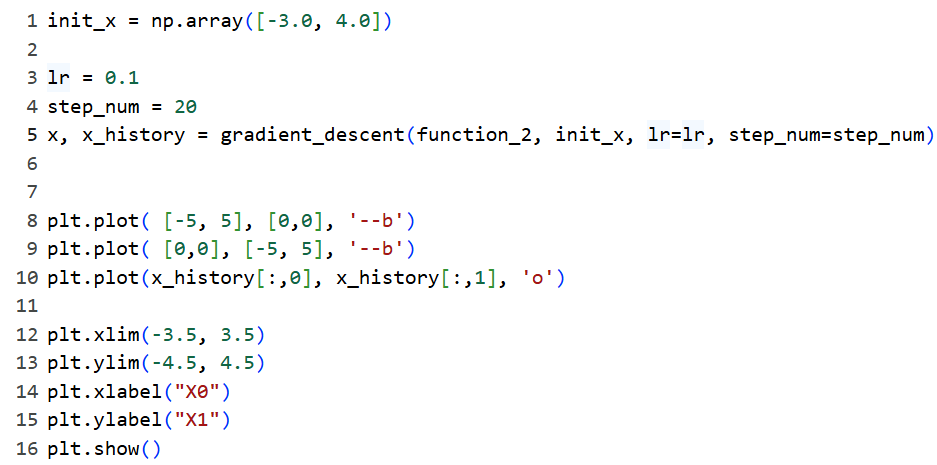 1 init_x = np.array([-3.0, 4.0])
2
3 lr = 0.1
4 step_num = 20
5 x, x_history = gradient_descent(function_2, init_x, lr=lr, step_num=step_num)
6
7
8 plt.plot( [-5, 5], [0,0], '--b')
9 plt.plot( [0,0], [-5, 5], '--b')
10 plt.plot(x_history[:,0], x_history[:,1], 'o')
11
12 plt.xlim(-3.5, 3.5)
13 plt.ylim(-4.5, 4.5)
14 plt.xlabel("X0")
15 plt.ylabel("X1")
16 plt.show()